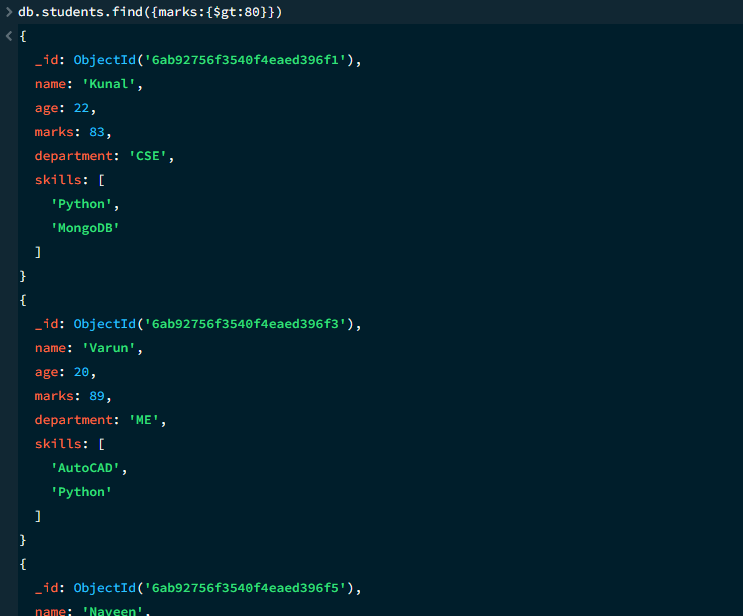 db.students.find({marks:{$gt:80}})
{
_id: ObjectId('6ab92756f3540f4eaed396f1'),
name: 'Kunal',
age: 22,
marks: 83,
department: 'CSE',
skills: [
'Python',
'MongoDB'
]
}
{
_id: ObjectId('6ab92756f3540f4eaed396f3'),
name: 'Varun',
age: 20,
marks: 89,
department: 'ME',
skills: [
'AutoCAD',
'Python'
]
}
{
_id: ObjectId('6ab92756f3540f4eaed396f5'),
name: 'Naveen',